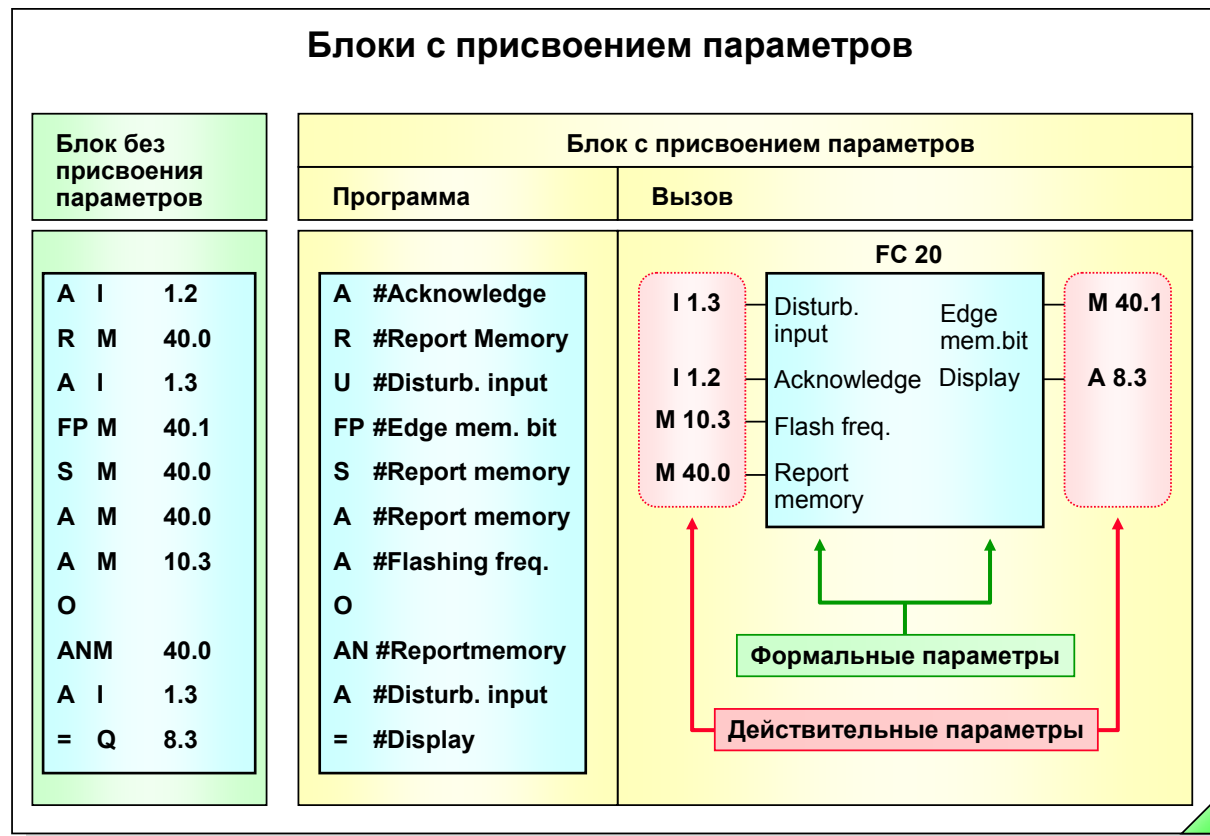 Блоки с присвоением параметров
Блок без
присвоения
параметров
Блок с присвоением параметров
Программа
Вызов
A I 1.2
R M 40.0
A I 1.3
FP M 40.1
S M 40.0
A M 40.0
A M 10.3
O
ANM 40.0
A I 1.3
= Q 8.3
A #Acknowledge
R #Report Memory
U #Disturb. input
FP #Edge mem. bit
S #Report memory
A #Report memory
A #Flashing freq.
O
AN #Reportmemory
A #Disturb. input
= #Display
FC 20
I 1.3
I 1.2
M 10.3
M 40.0
Disturb.
input
Acknowledge
Flash freq.
Report
memory
Edge
mem.bit
Display
M 40.1
A 8.3
Формальные параметры
Действительные параметры